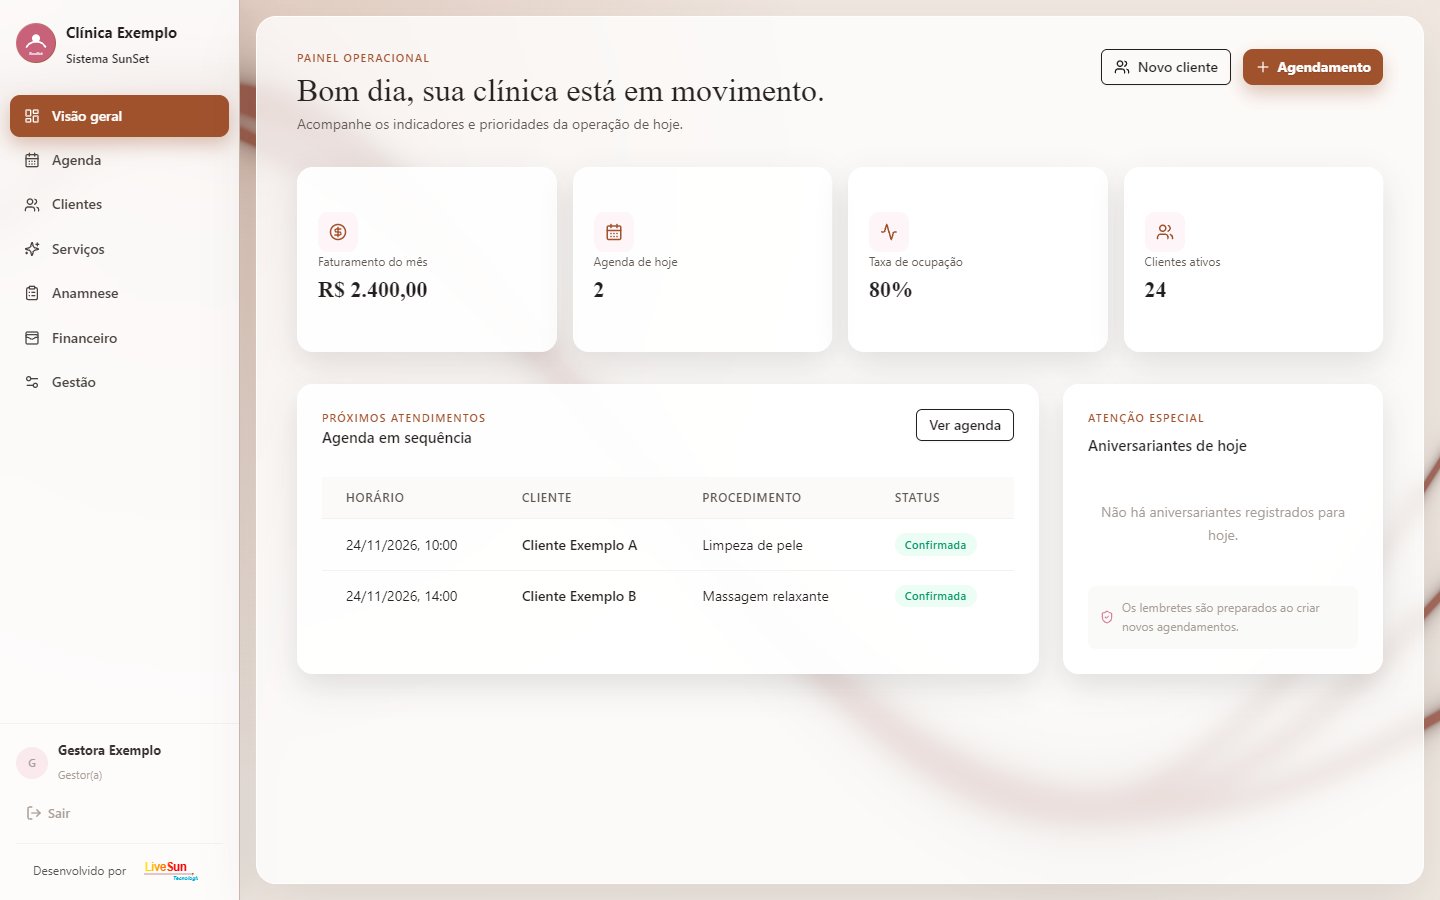 Clínica Exemplo
Sistema SunSet
Visão geral
Agenda
Clientes
Serviços
Anamnese
Financeiro
Gestão
Gestora Exemplo
G
Gestor(a)
Sair
Desenvolvido por
LiveSun
Tecnologia
PAINEL OPERACIONAL
Bom dia, sua clínica está em movimento.
Acompanhe os indicadores e prioridades da operação de hoje.
Novo cliente
Agendamento
Faturamento do mês
R$ 2.400,00
Agenda de hoje
2
Taxa de ocupação
80%
Clientes ativos
24
PRÓXIMOS ATENDIMENTOS
Agenda em sequência
Ver agenda
HORÁRIO CLIENTE PROCEDIMENTO STATUS
24/11/2026, 10:00 Cliente Exemplo A Limpeza de pele Confirmada
24/11/2026, 14:00 Cliente Exemplo B Massagem relaxante Confirmada
ATENÇÃO ESPECIAL
Aniversariantes de hoje
Não há aniversariantes registrados para
hoje.
Os lembretes são preparados ao criar
novos agendamentos.